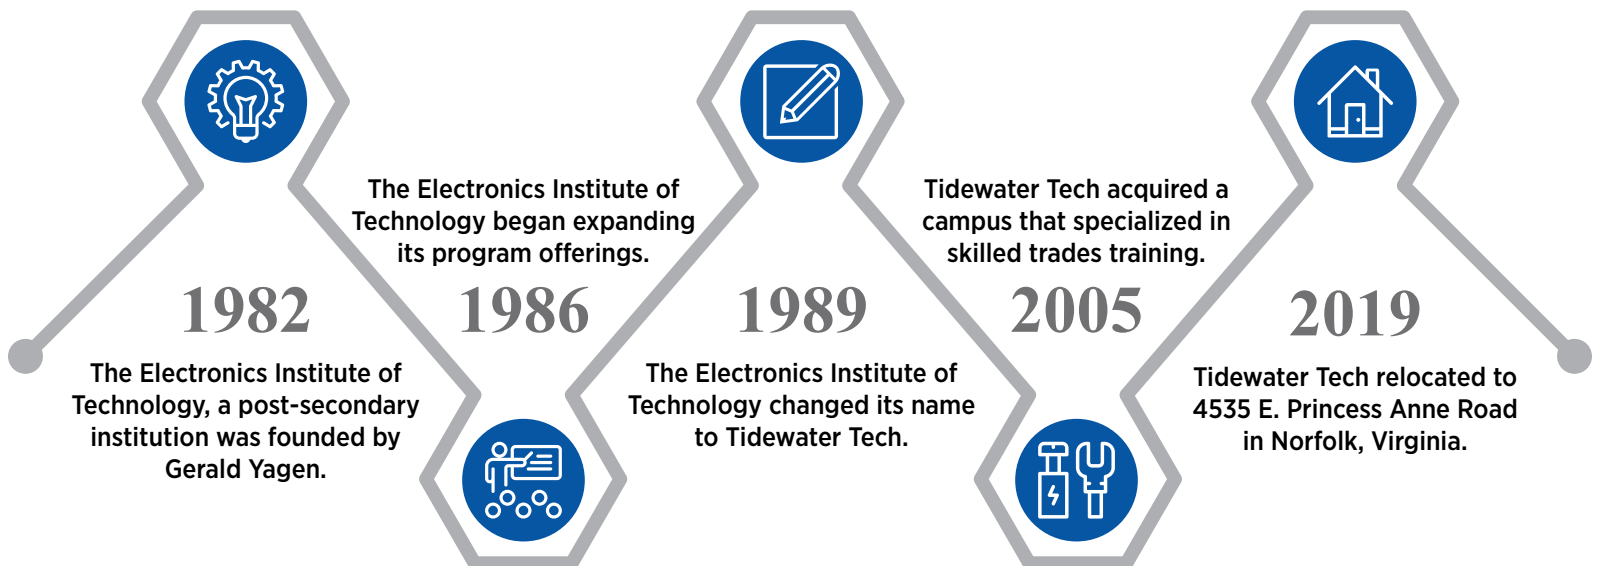 1982
The Electronics Institute of
Technology, a post-secondary
institution was founded by
Gerald Yagen.
The Electronics Institute of
Technology began expanding
its program offerings.
1986
1989
The Electronics Institute of
Technology changed its name
to Tidewater Tech.
Tidewater Tech acquired a
campus that specialized in
skilled trades training.
2005
2019
Tidewater Tech relocated to
4535 E. Princess Anne Road
in Norfolk, Virginia.